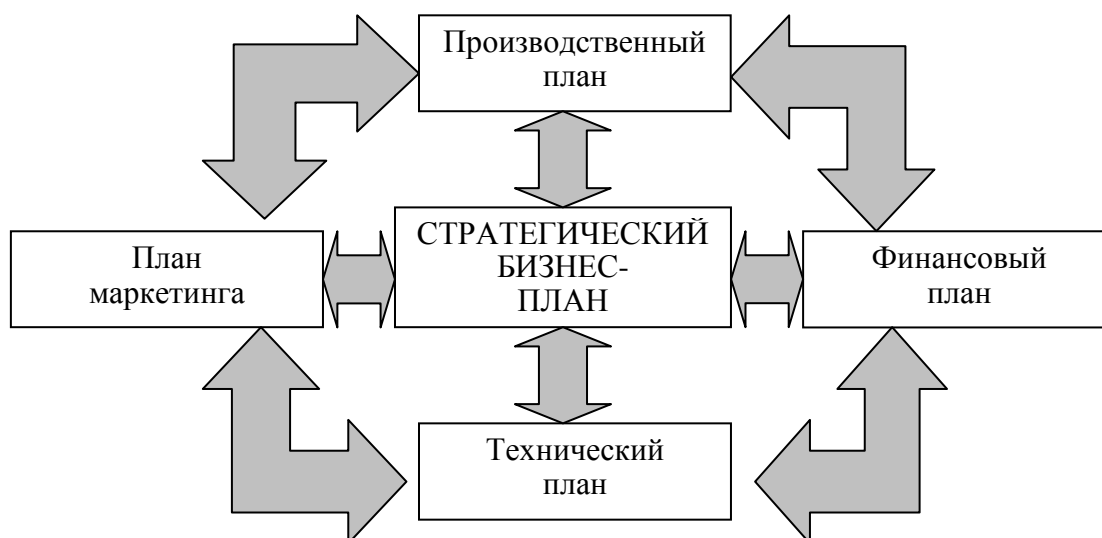 Производственный
план
План
маркетинга
СТРАТЕГИЧЕСКИЙ
БИЗНЕС-
ПЛАН
Финансовый
план
Технический
план